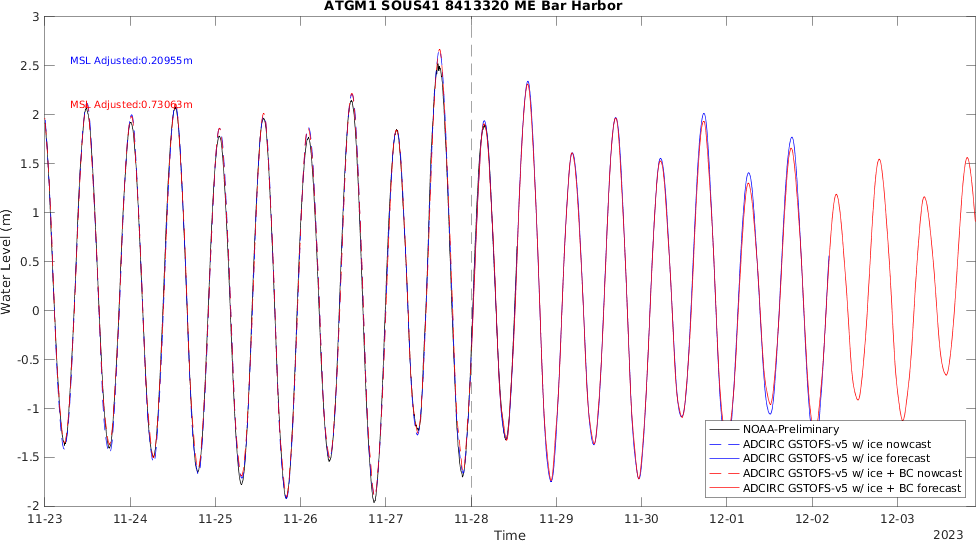 ATGM1 SOUS41 8413320 ME Bar Harbor
3
2.5
2
1.5
1
0.5
0
-0.5
-1
-1.5
-2
Water Level (m)
MSL Adjusted:0.20955m
MSL Adjusted:0.73063m
NOAA-Preliminary
ADCIRC GSTOFS-v5 w/ ice nowcast
ADCIRC GSTOFS-v5 w/ ice forecast
ADCIRC GSTOFS-v5 w/ ice + BC nowcast
ADCIRC GSTOFS-v5 w/ ice + BC forecast
11-23 11-24 11-25 11-26 11-27 11-28 11-29 11-30 12-01 12-02 12-03
Time
2023